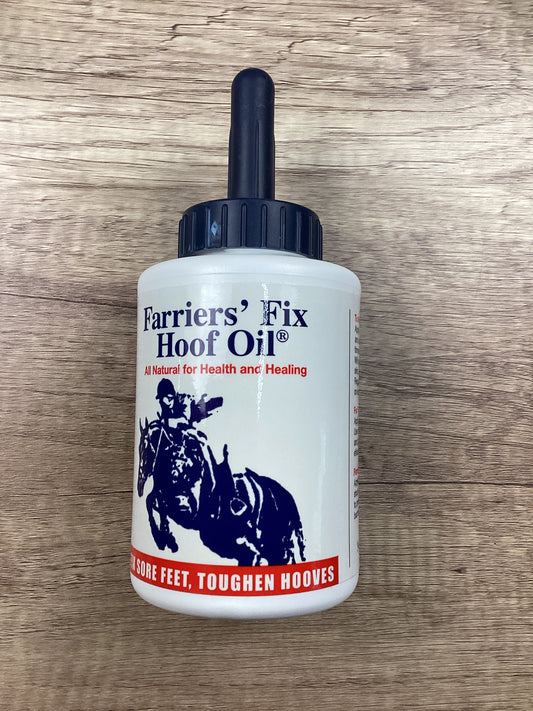 Farriers' Fix
Hoof Oil®
All Natural for Health and Healing
SORE FEET, TOUGHEN HOOVES